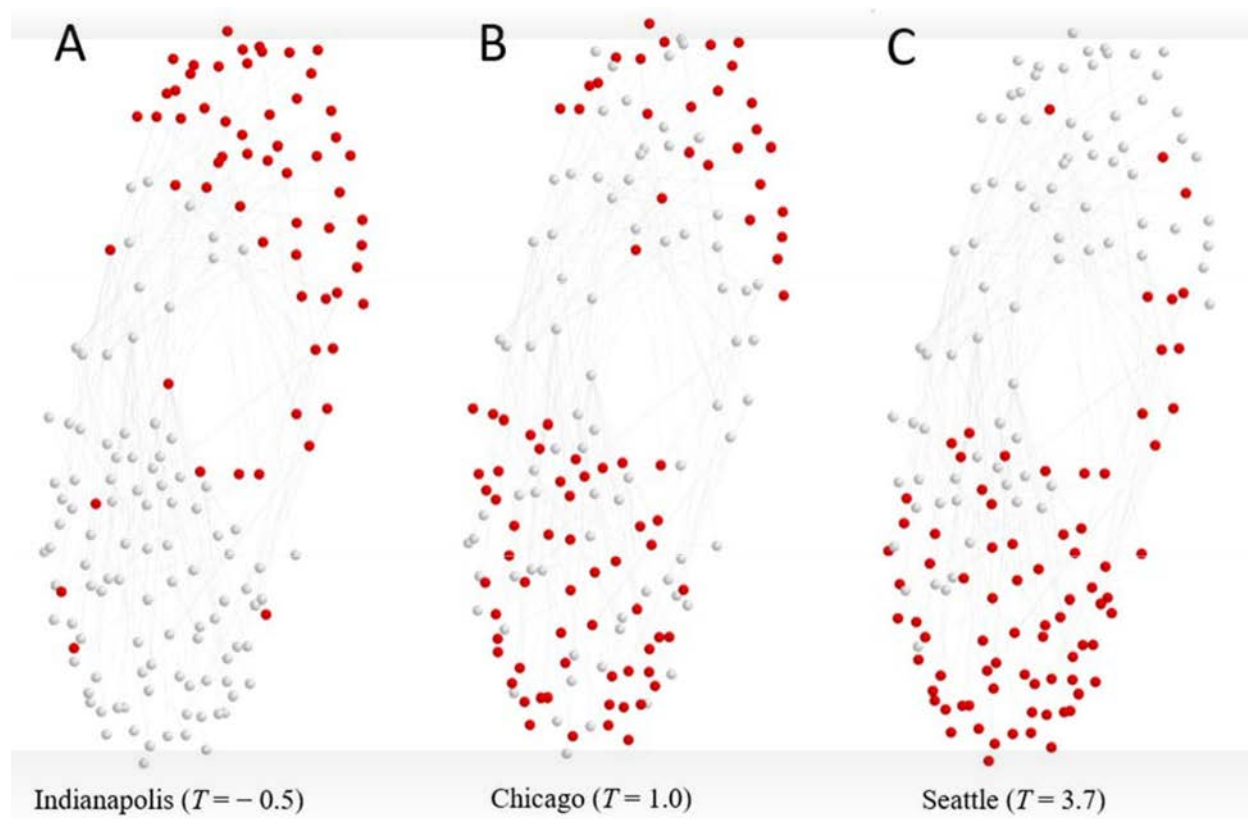 A B C
Indianapolis (T = − 0.5) Chicago (T = 1.0) Seattle (T = 3.7)